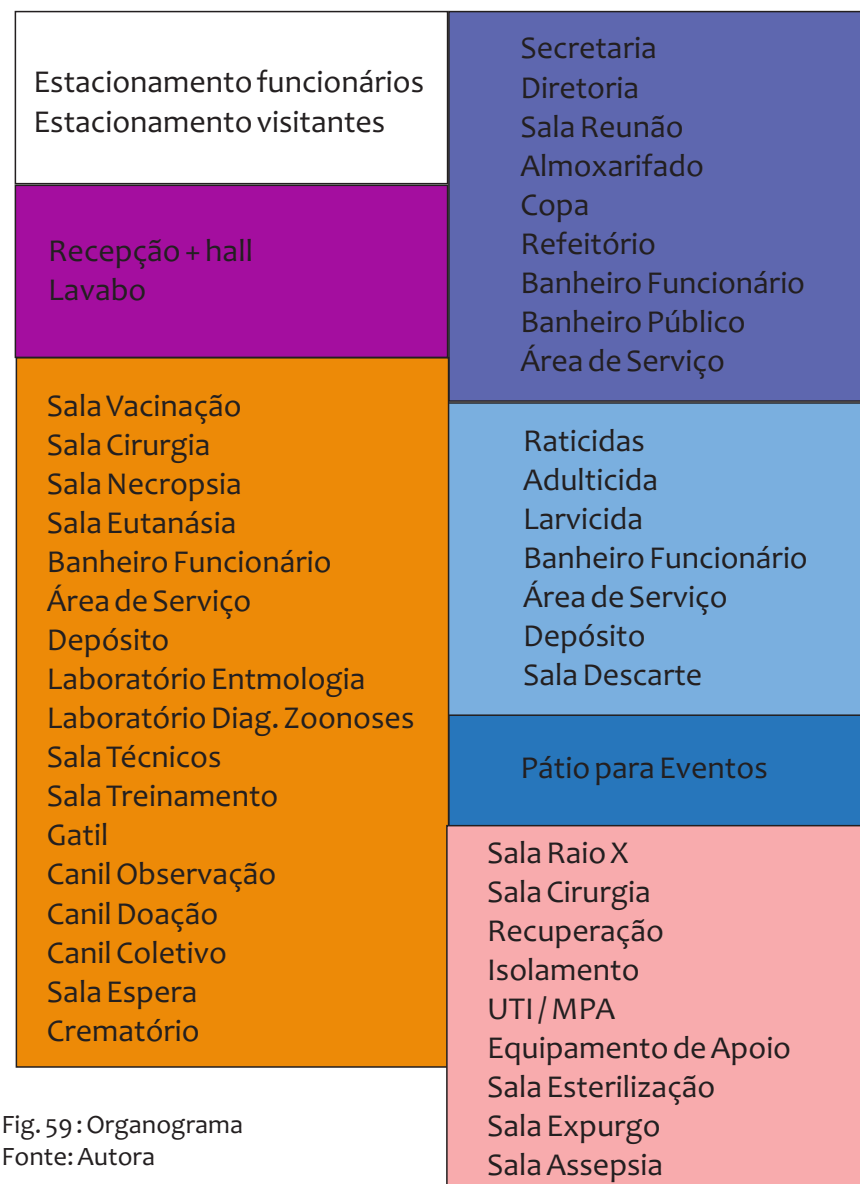 Estacionamento funcionários
Estacionamento visitantes
Recepção + hall
Lavabo
Sala Vacinação
Sala Cirurgia
Sala Necropsia
Sala Eutanásia
Banheiro Funcionário
Área de Serviço
Depósito
Laboratório Entmologia
Laboratório Diag. Zoonoses
Sala Técnicos
Sala Treinamento
Gatil
Canil Observação
Canil Doação
Canil Coletivo
Sala Espera
Crematório
Secretaria
Diretoria
Sala Reunão
Almoxarifado
Copa
Refeitório
Banheiro Funcionário
Banheiro Público
Área de Serviço
Raticidas
Adulticida
Larvicida
Banheiro Funcionário
Área de Serviço
Depósito
Sala Descarte
Pátio para Eventos
Sala Raio X
Sala Cirurgia
Recuperação
Isolamento
UTI / MPA
Equipamento de Apoio
Sala Esterilização
Sala Expurgo
Sala Assepsia
Fig. 59 : Organograma
Fonte: Autora